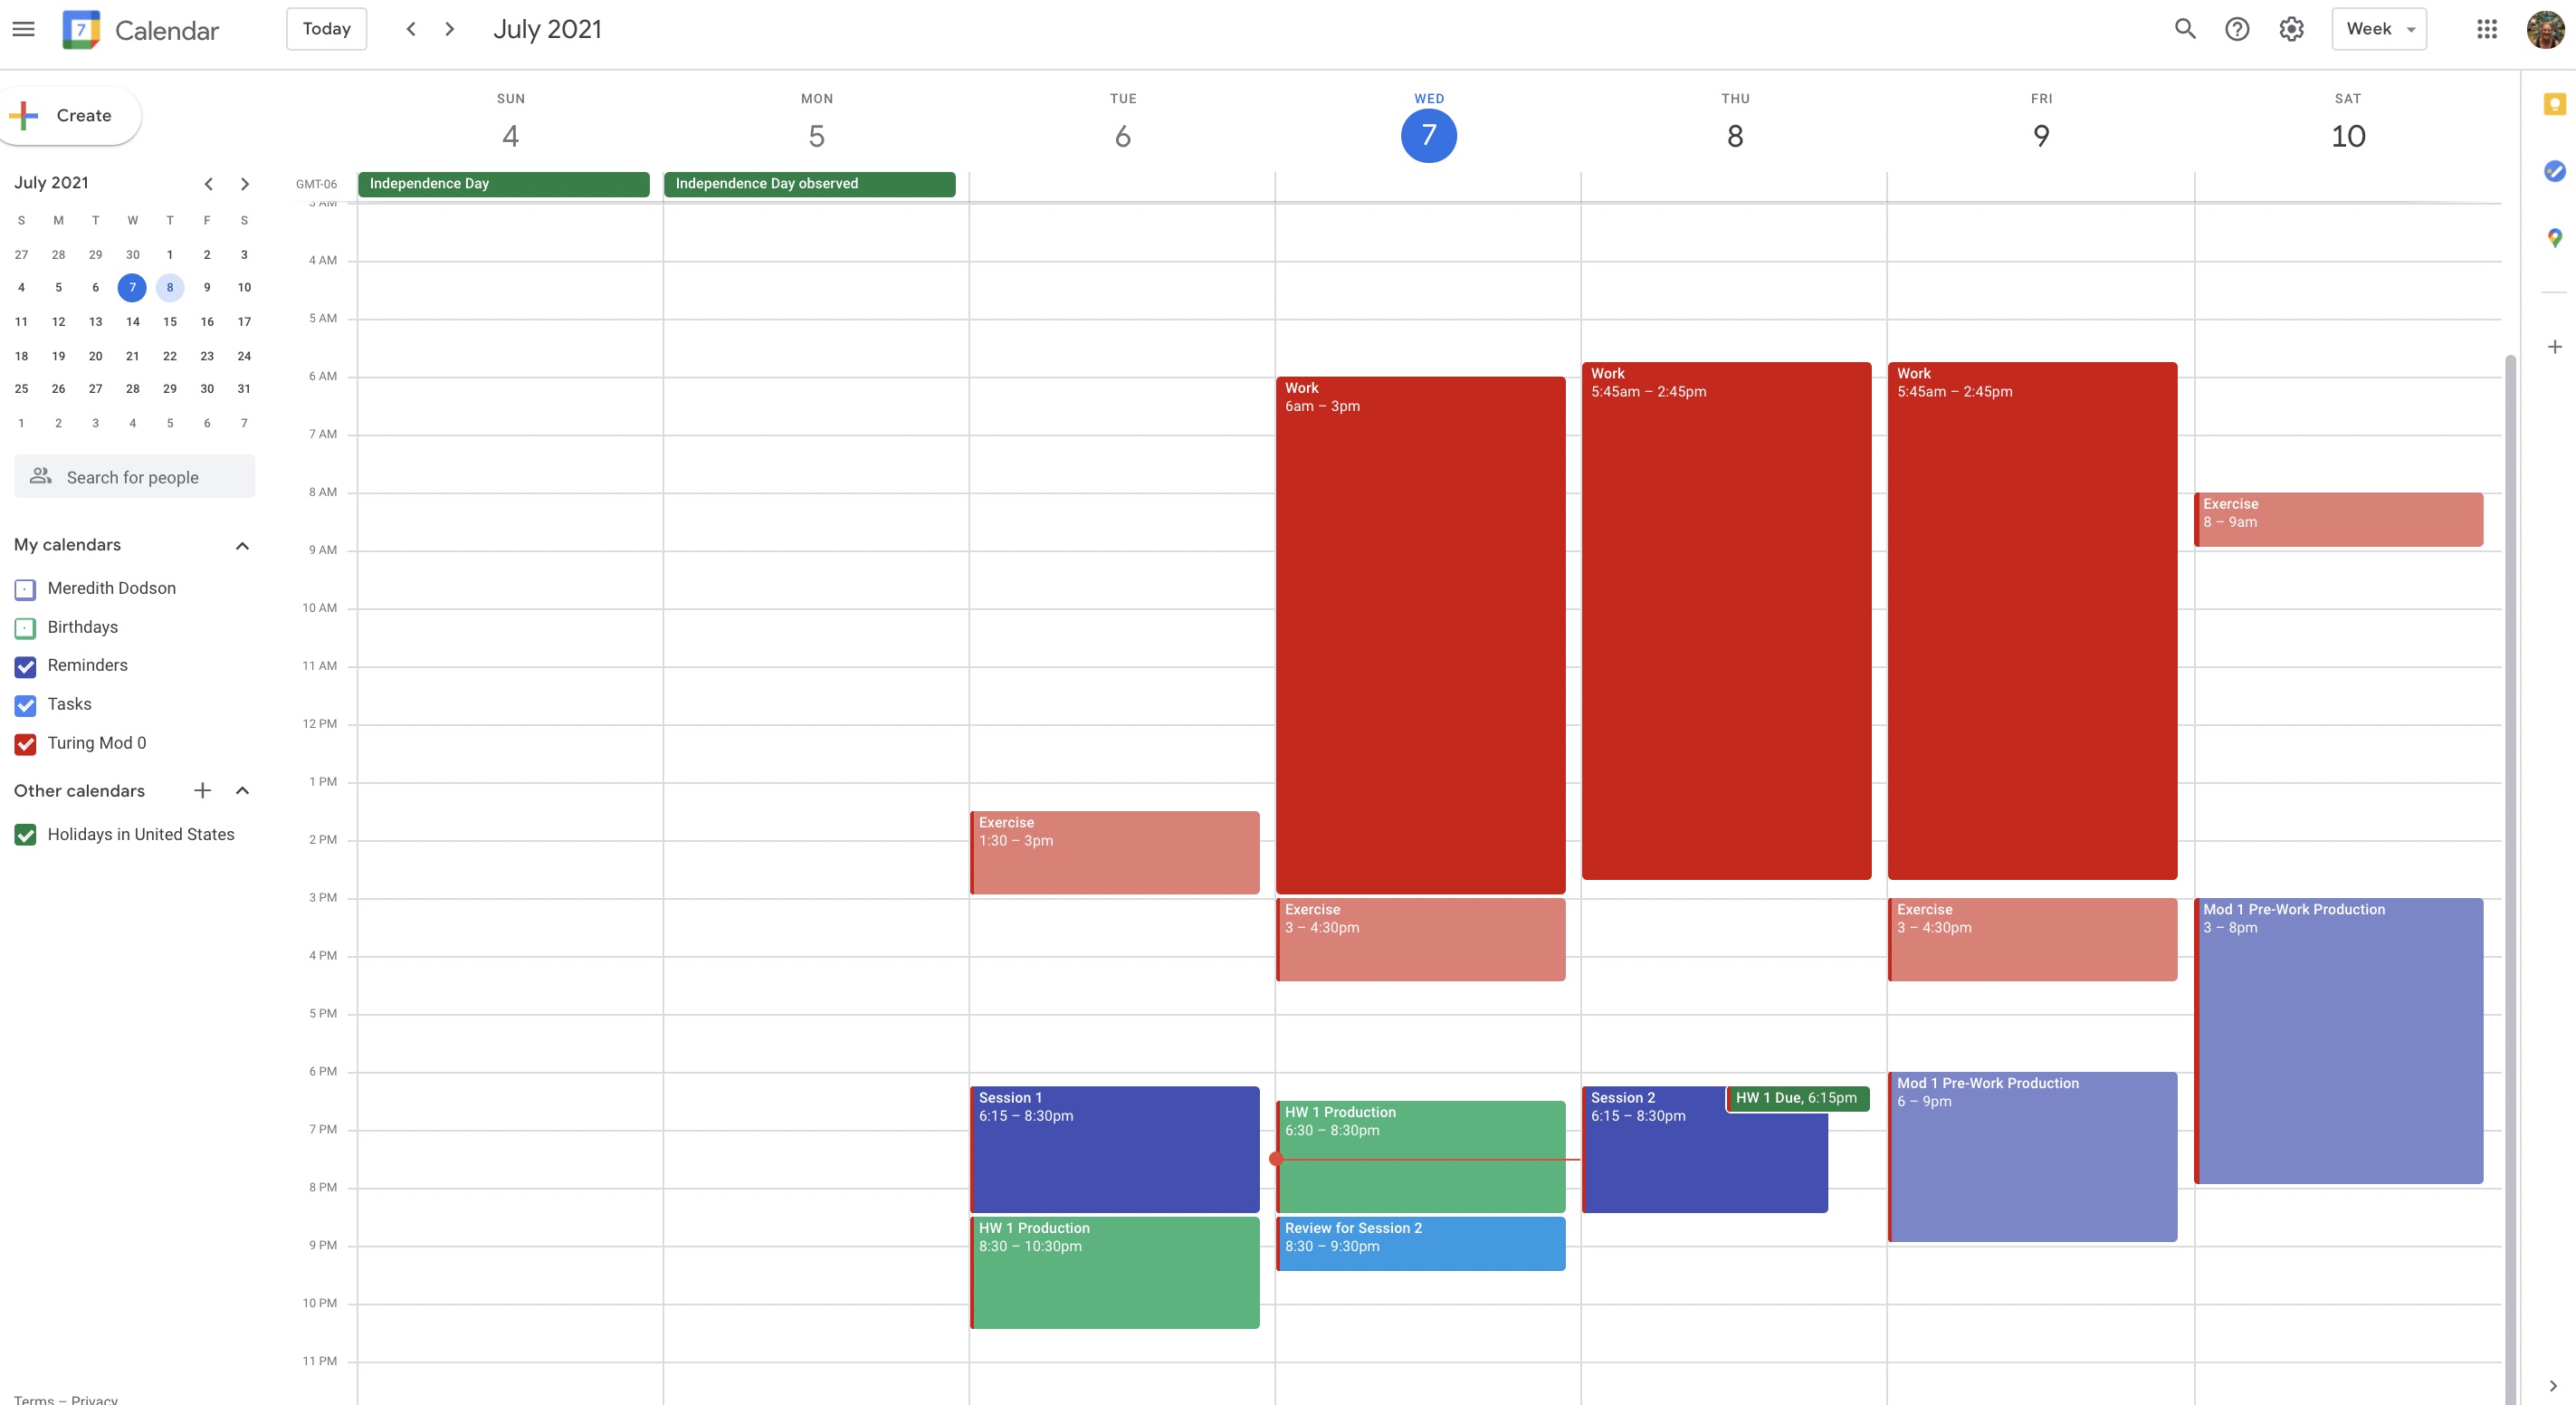 7 Calendar Today July 2021 Week
Create
SUN MON TUE WED THU FRI SAT
4 5 6 7 8 9 10
GMT-06 Independence Day Independence Day observed
July 2021
S M T W T F S
27 28 29 30 1 2 3
4 5 6 7 8 9 10
11 12 13 14 15 16 17
18 19 20 21 22 23 24
25 26 27 28 29 30 31
1 2 3 4 5 6 7
Search for people
My calendars
Meredith Dodson
Birthdays
Reminders
Tasks
Turing Mod 0
Other calendars
Holidays in United States
Terms – Privacy
3 AM
4 AM
5 AM
6 AM
7 AM
8 AM
9 AM
10 AM
11 AM
12 PM
1 PM
2 PM
3 PM
4 PM
5 PM
6 PM
7 PM
8 PM
9 PM
10 PM
11 PM
Exercise
1:30 – 3pm
Session 1
6:15 – 8:30pm
HW 1 Production
8:30 – 10:30pm
Work
6am – 3pm
Exercise
3 – 4:30pm
HW 1 Production
6:30 – 8:30pm
Review for Session 2
8:30 – 9:30pm
Work
5:45am – 2:45pm
Session 2
6:15 – 8:30pm
HW 1 Due, 6:15pm
Work
5:45am – 2:45pm
Exercise
3 – 4:30pm
Mod 1 Pre-Work Production
6 – 9pm
Exercise
8 – 9am
Mod 1 Pre-Work Production
3 – 8pm